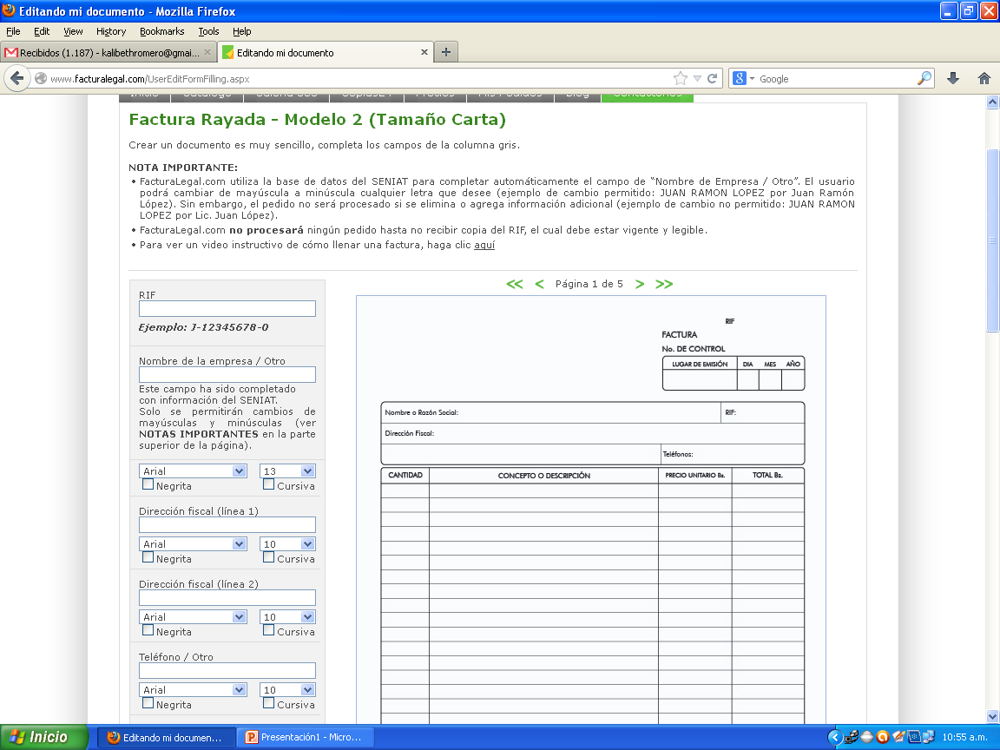 Editando mi documento - Mozilla Firefox
File Edit View History Bookmarks Tools Help
Recibidos (1.187) - kalibethromero@gmai...
Editando mi documento
www.facturalegal.com/UserEditFormFilling.aspx
Google
Factura Rayada - Modelo 2 (Tamaño Carta)
Crear un documento es muy sencillo, completa los campos de la columna gris.
NOTA IMPORTANTE:
• FacturaLegal.com utiliza la base de datos del SENIAT para completar automáticamente el campo de “Nombre de Empresa / Otro”. El usuario
podrá cambiar de mayúscula a minúscula cualquier letra que desee (ejemplo de cambio permitido: JUAN RAMON LOPEZ por Juan Ramón
López). Sin embargo, el pedido no será procesado si se elimina o agrega información adicional (ejemplo de cambio no permitido: JUAN RAMON
LOPEZ por Lic. Juan López).
• FacturaLegal.com no procesará ningún pedido hasta no recibir copia del RIF, el cual debe estar vigente y legible.
• Para ver un video instructivo de cómo llenar una factura, haga clic aquí
<< < Página 1 de 5 > >>
RIF
Ejemplo: J-12345678-0
Nombre de la empresa / Otro
Este campo ha sido completado
con información del SENIAT.
Solo se permitirán cambios de
mayúsculas y minúsculas (ver
NOTAS IMPORTANTES en la parte
superior de la página).
Arial 13
Negrita Cursiva
Dirección fiscal (línea 1)
Arial 10
Negrita Cursiva
Dirección fiscal (línea 2)
Arial 10
Negrita Cursiva
Teléfono / Otro
Arial 10
Negrita Cursiva
RIF
FACTURA
No. DE CONTROL
LUGAR DE EMISIÓN DIA MES AÑO
Nombre o Razón Social: RIF:
Dirección Fiscal:
Teléfonos:
CANTIDAD CONCEPTO O DESCRIPCIÓN PRECIO UNITARIO Bs. TOTAL Bs.
Inicio
Editando mi documen...
Presentación1 - Micro...
10:55 a.m.